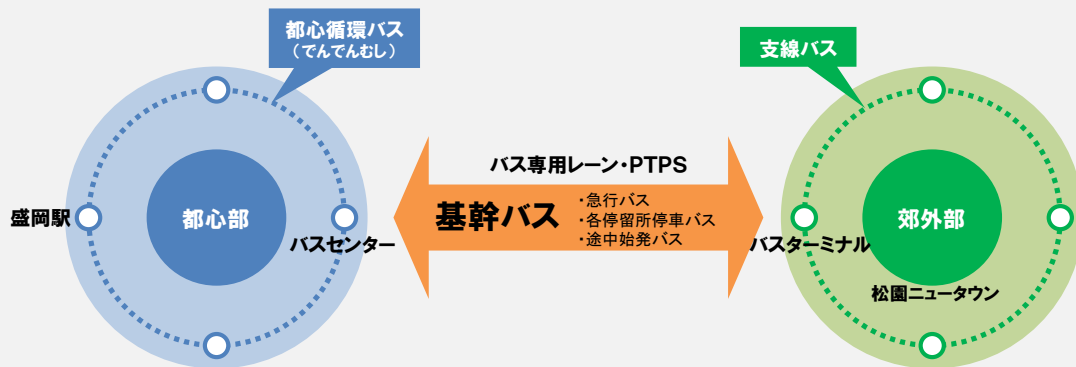 都心循環バス
(でんでんむし)
支線バス
バス専用レーン・PTPS
基幹バス
・急行バス
・各停留所停車バス
・途中始発バス
盛岡駅
都心部
バスセンター
バスターミナル
郊外部
松園ニュータウン